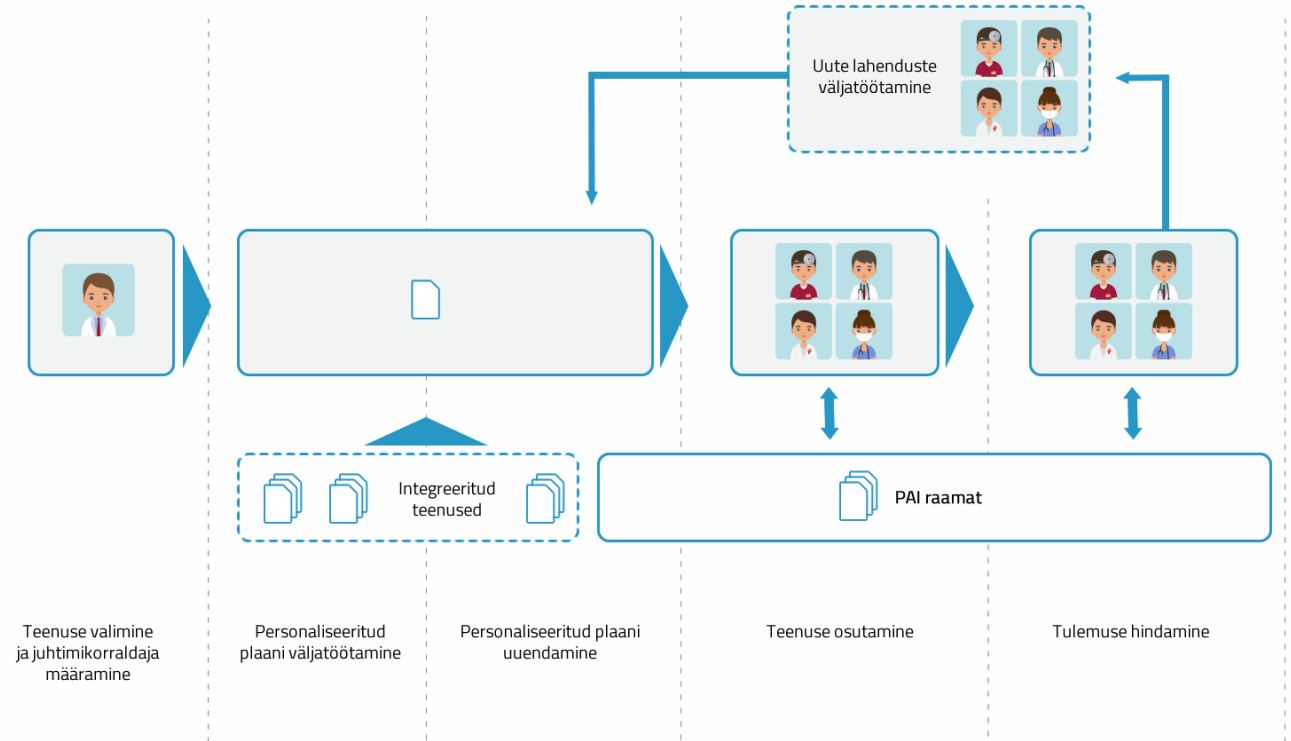 Uute lahenduste
väljatöötamine
Integreeritud
teenused
PAI raamat
Teenuse valimine
ja juhtimikorraldaja
määramine
Personaliseeritud
plaani väljatöötamine
Personaliseeritud plaani
uuendamine
Teenuse osutamine
Tulemuse hindamine